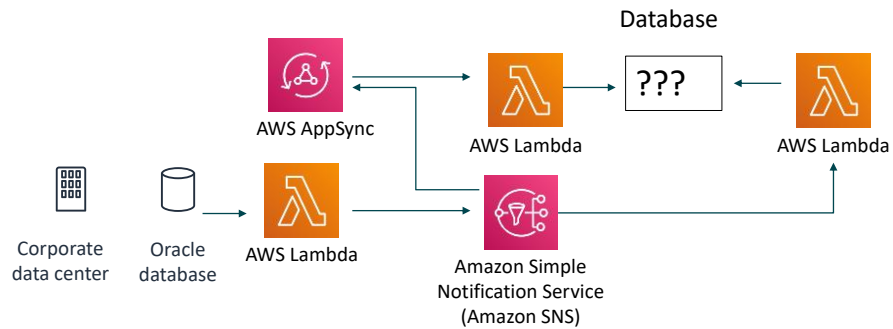 Database
???
AWS AppSync
AWS Lambda
AWS Lambda
Corporate
data center
Oracle
database
AWS Lambda
Amazon Simple
Notification Service
(Amazon SNS)